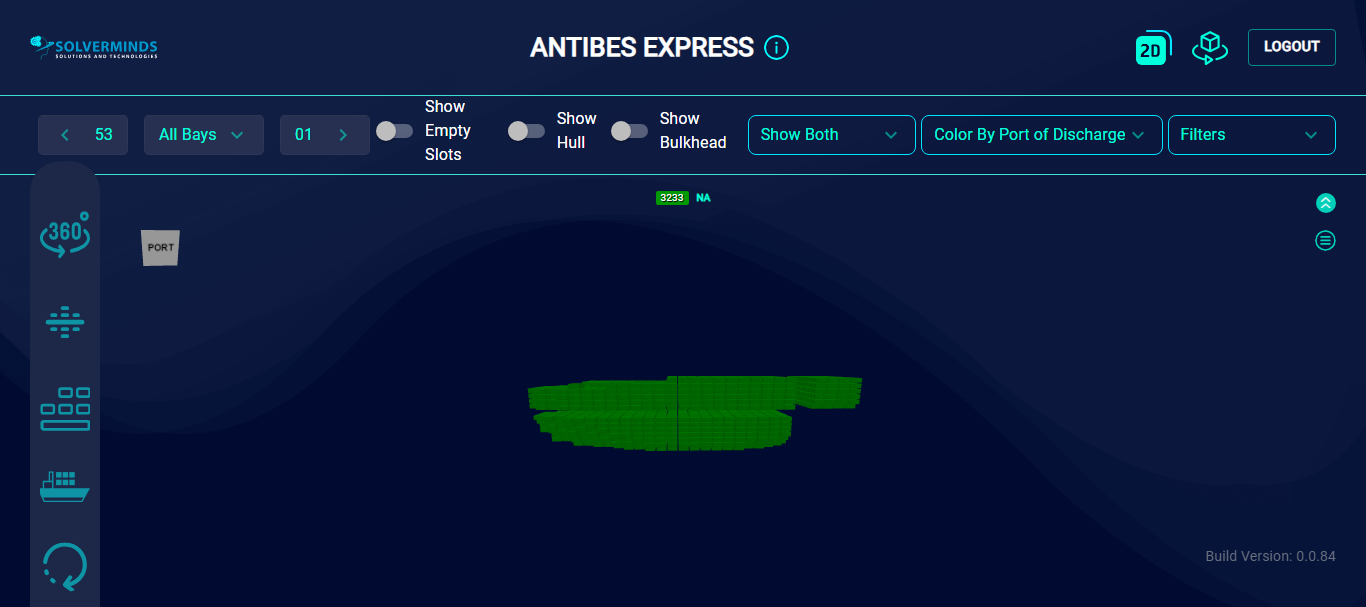 SOLVERMINDS
SOLUTIONS AND TECHNOLOGIES
ANTIBES EXPRESS
2D
LOGOUT
53
All Bays
01
Show Empty Slots
Show Hull
Show Bulkhead
Show Both
Color By Port of Discharge
Filters
3233 NA
360°
PORT
Build Version: 0.0.84